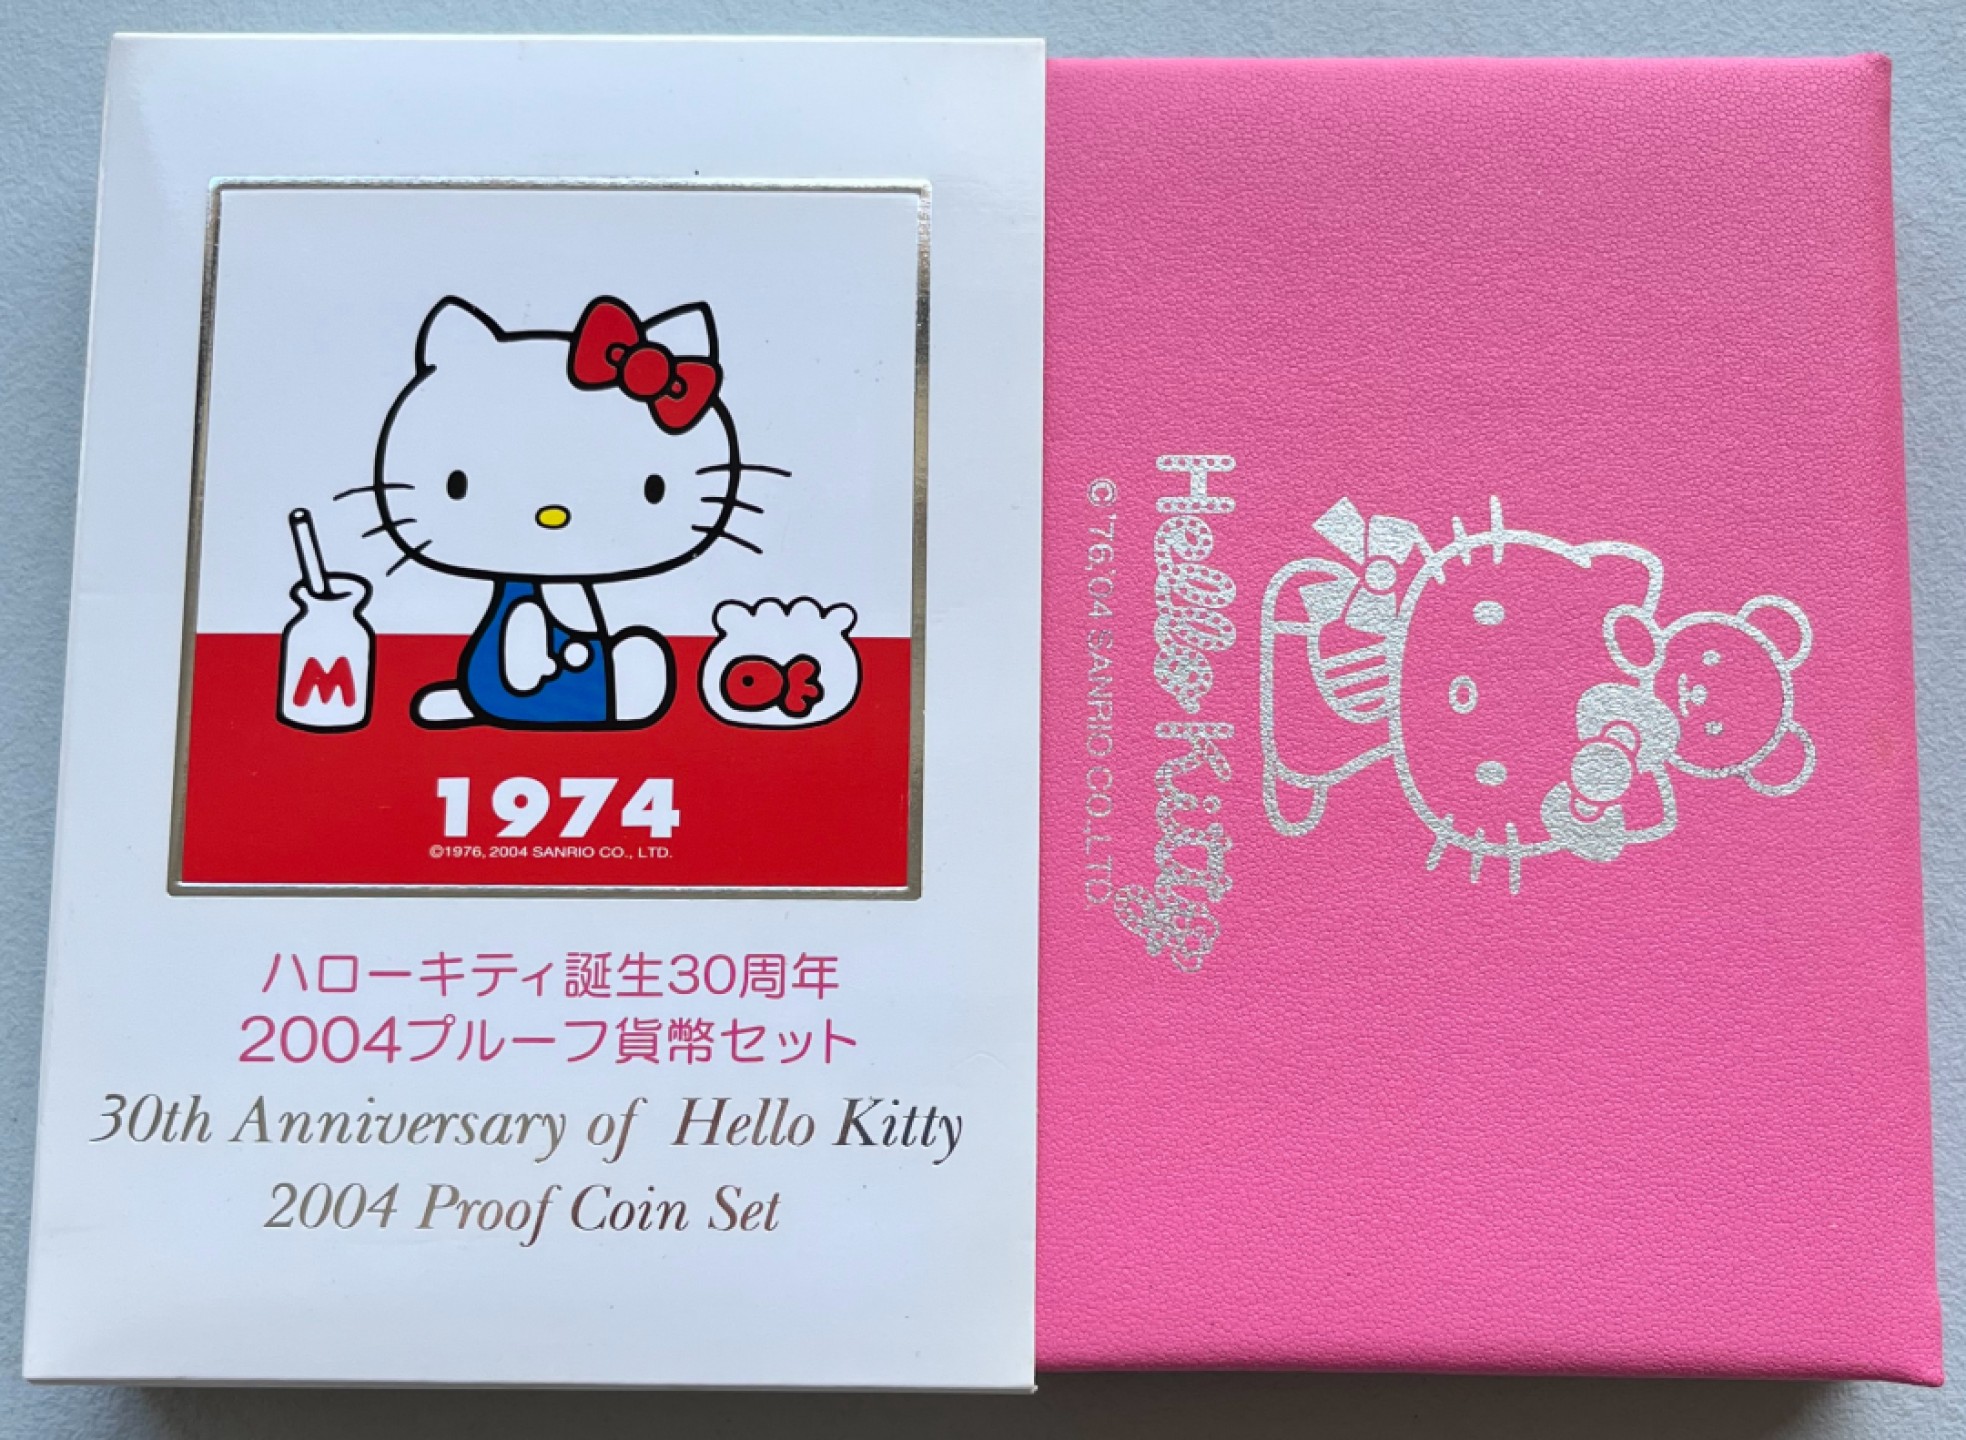 M
1974
©1976, 2004 SANRIO CO., LTD.
ハローキティ誕生30周年
2004プルーフ貨幣セット
30th Anniversary of Hello Kitty
2004 Proof Coin Set
Hello Kitty
©'76,'04 SANRIO CO.,LTD.